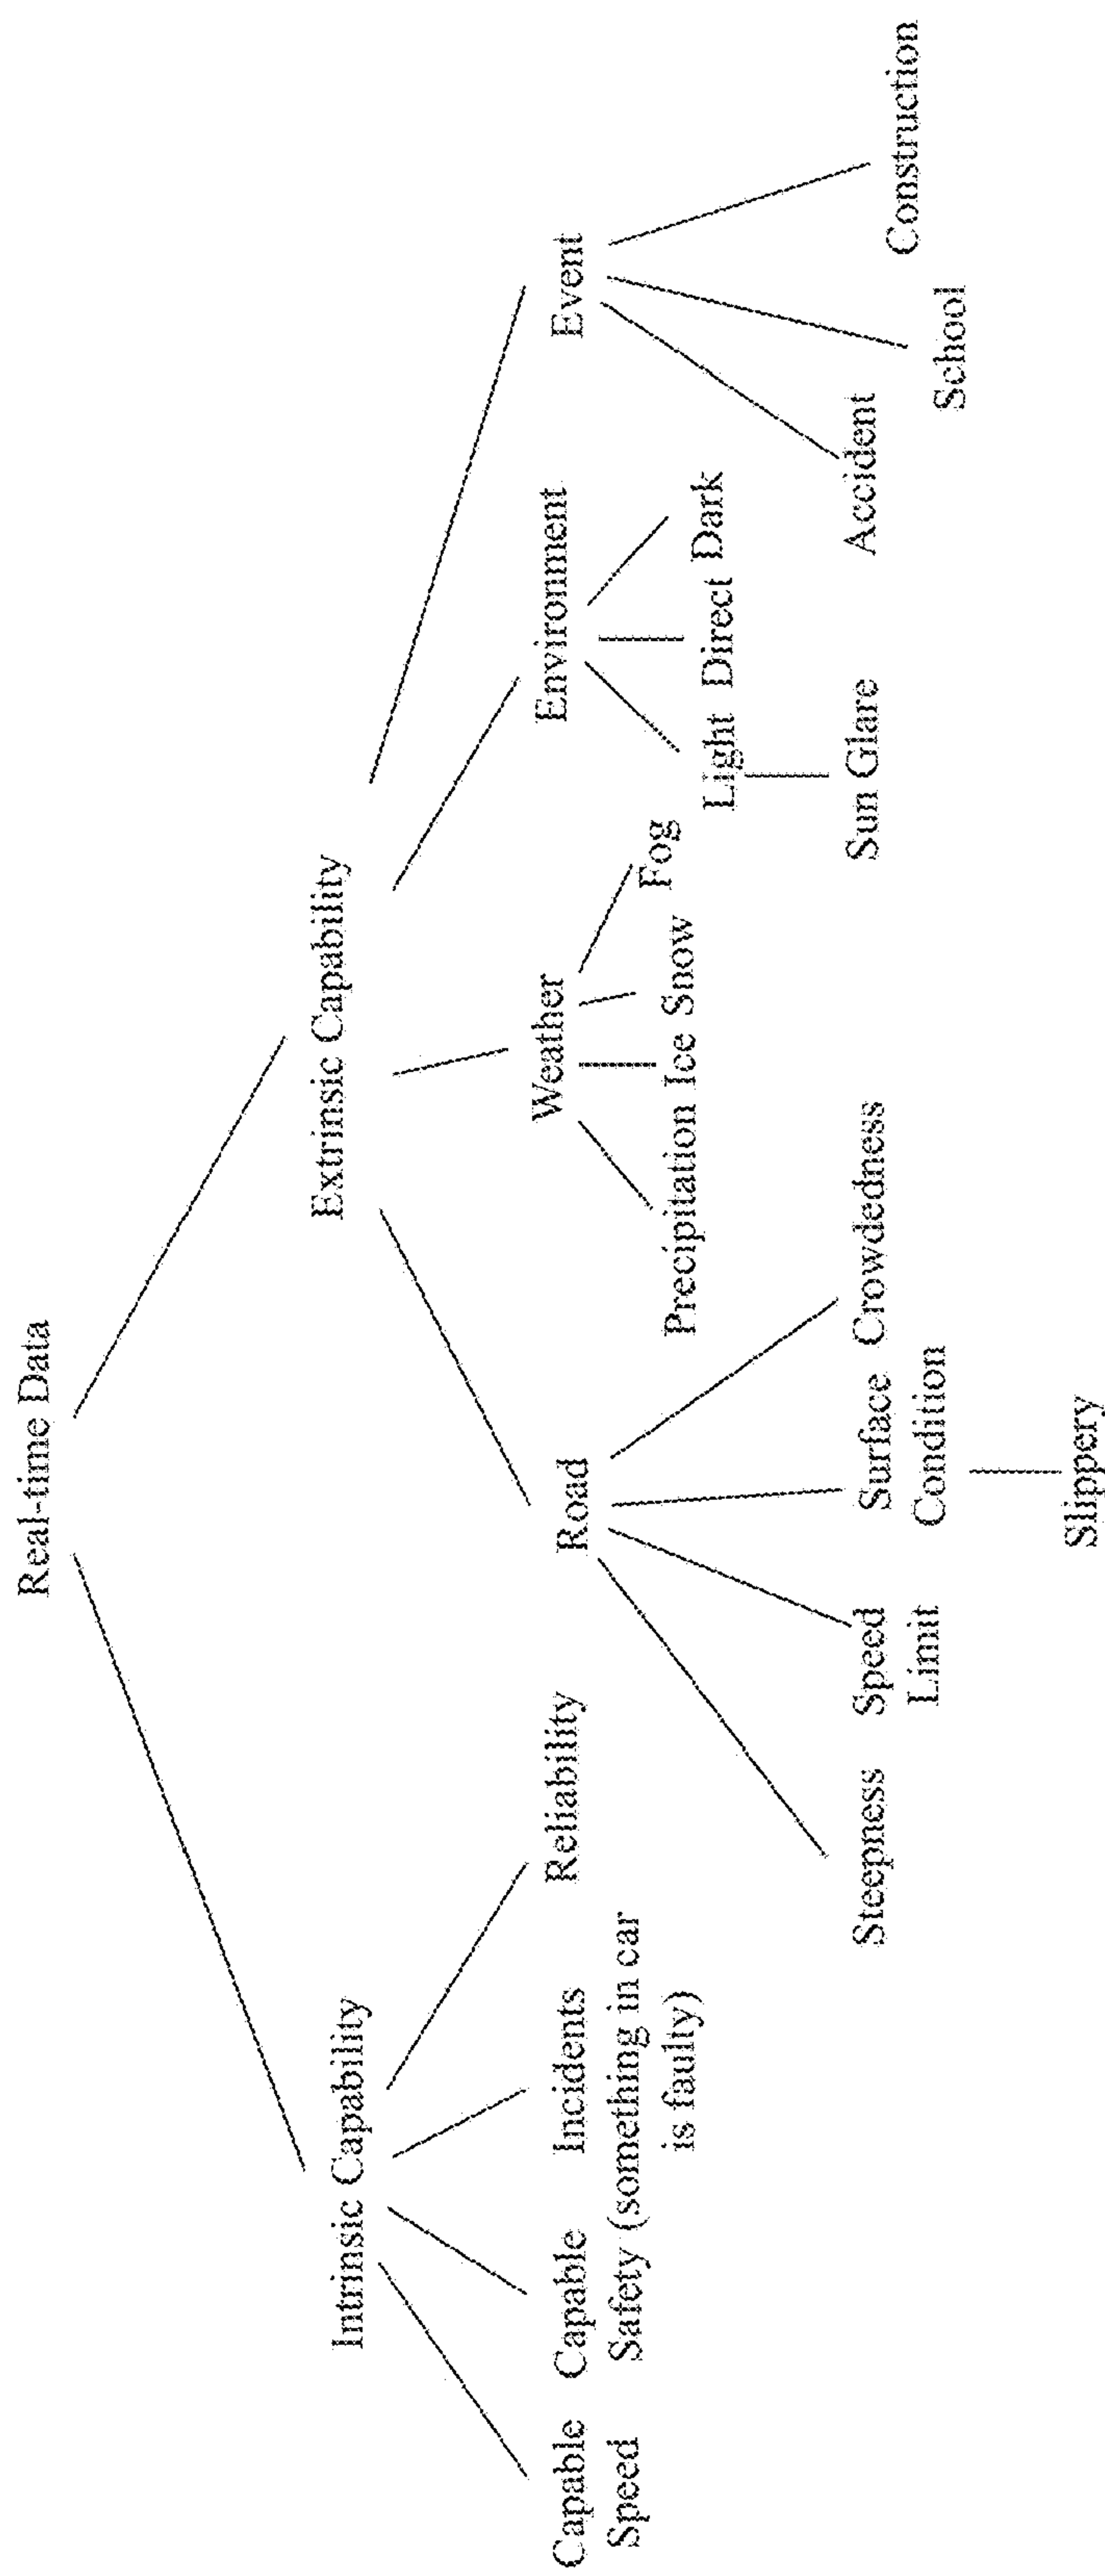 Real-time Data
Intrinsic Capability
Extrinsic Capability
Capable
Speed
Capable
Safety
Incidents
(something in car
is faulty)
Reliability
Road
Weather
Environment
Event
Steepness
Speed
Limit
Surface
Condition
Crowdedness
Slippery
Precipitation
Ice
Snow
Fog
Light
Direct
Dark
Sun Glare
Accident
School
Construction